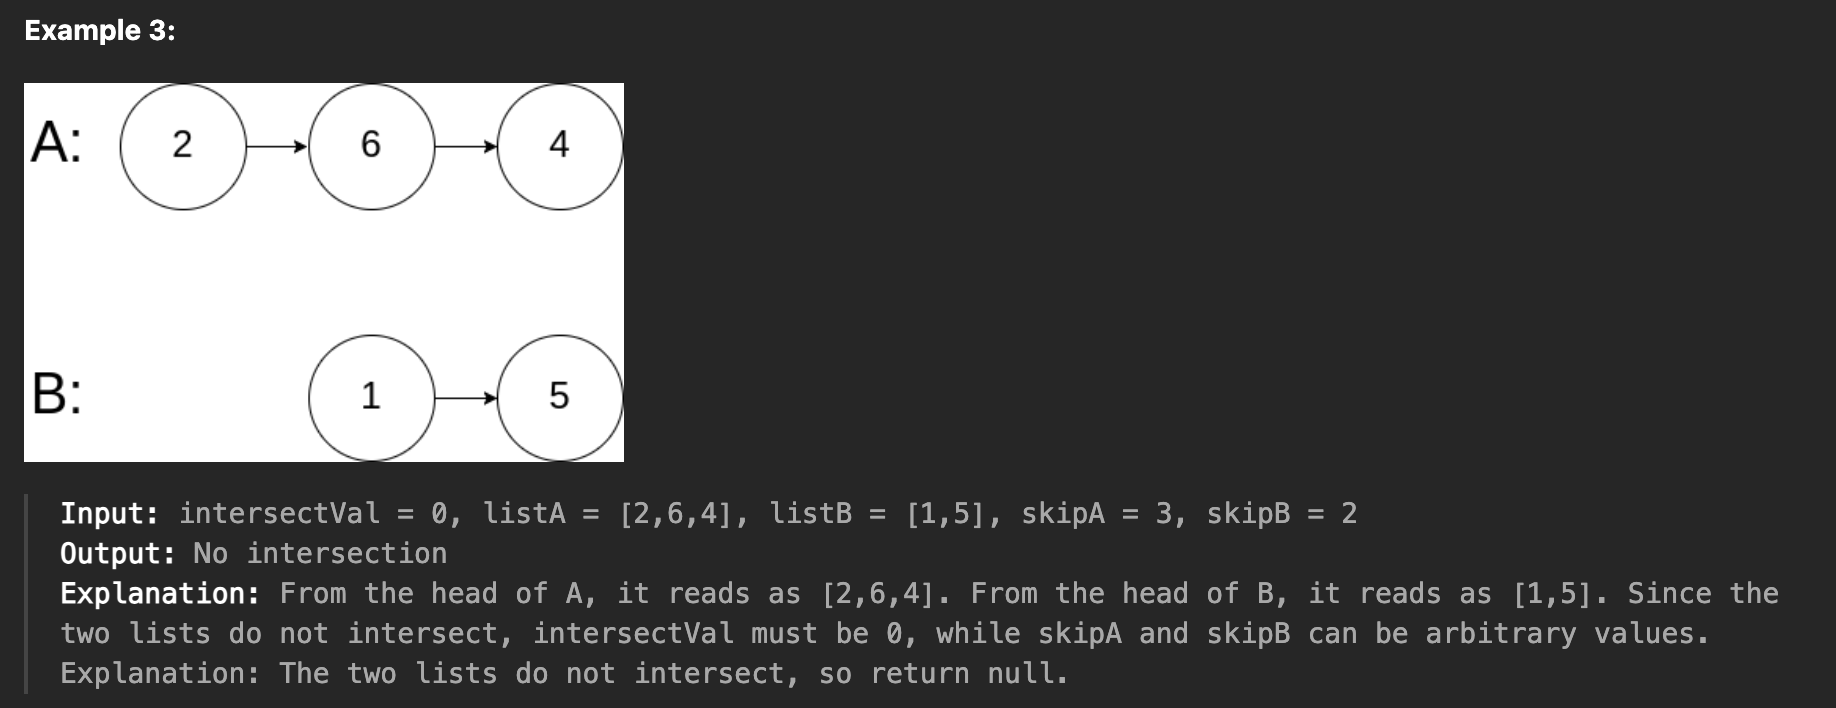 Example 3:
A: 2 6 4
B: 1 5
Input: intersectVal = 0, listA = [2,6,4], listB = [1,5], skipA = 3, skipB = 2
Output: No intersection
Explanation: From the head of A, it reads as [2,6,4]. From the head of B, it reads as [1,5]. Since the
two lists do not intersect, intersectVal must be 0, while skipA and skipB can be arbitrary values.
Explanation: The two lists do not intersect, so return null.